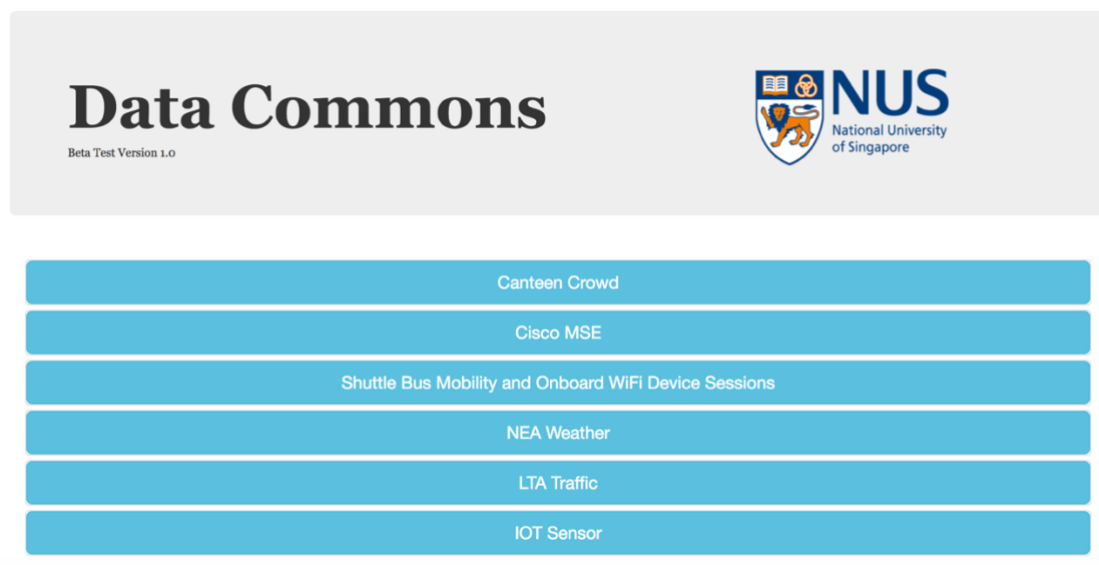 Data Commons
Beta Test Version 1.0
NUS
National University
of Singapore
Canteen Crowd
Cisco MSE
Shuttle Bus Mobility and Onboard WiFi Device Sessions
NEA Weather
LTA Traffic
IOT Sensor